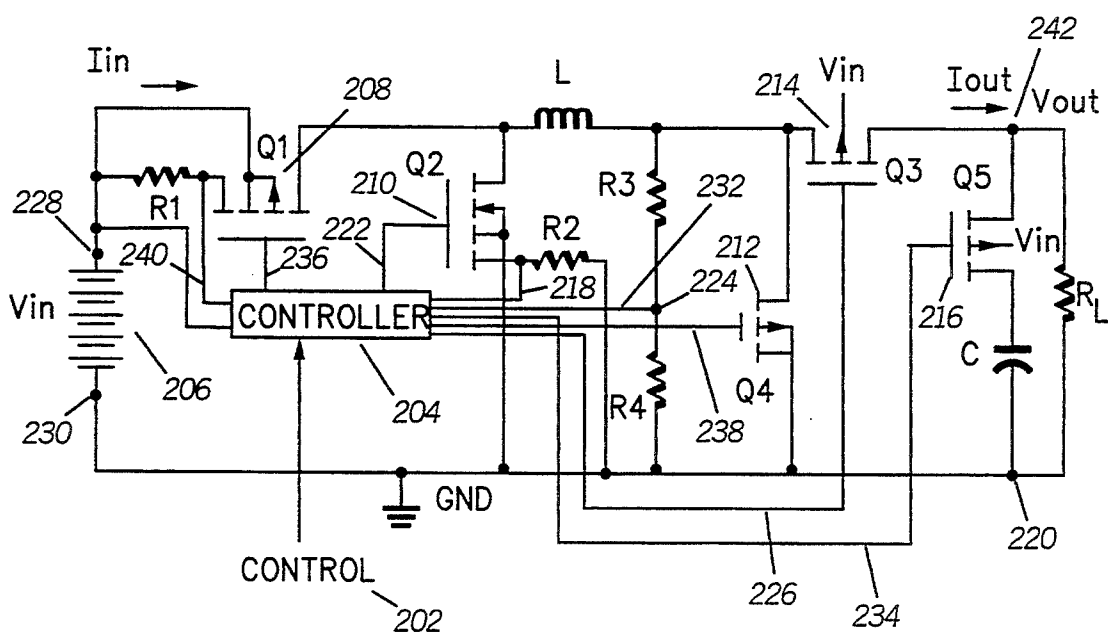 242
Iin
L
Vin
Iout
208
214
Vout
Q1
Q2
Q3
Q5
R3
232
R1
210
222
R2
228
212
Vin
240
236
218
224
216
RL
Vin
CONTROLLER
C
206
204
R4
Q4
238
230
GND
220
CONTROL
226
234
202